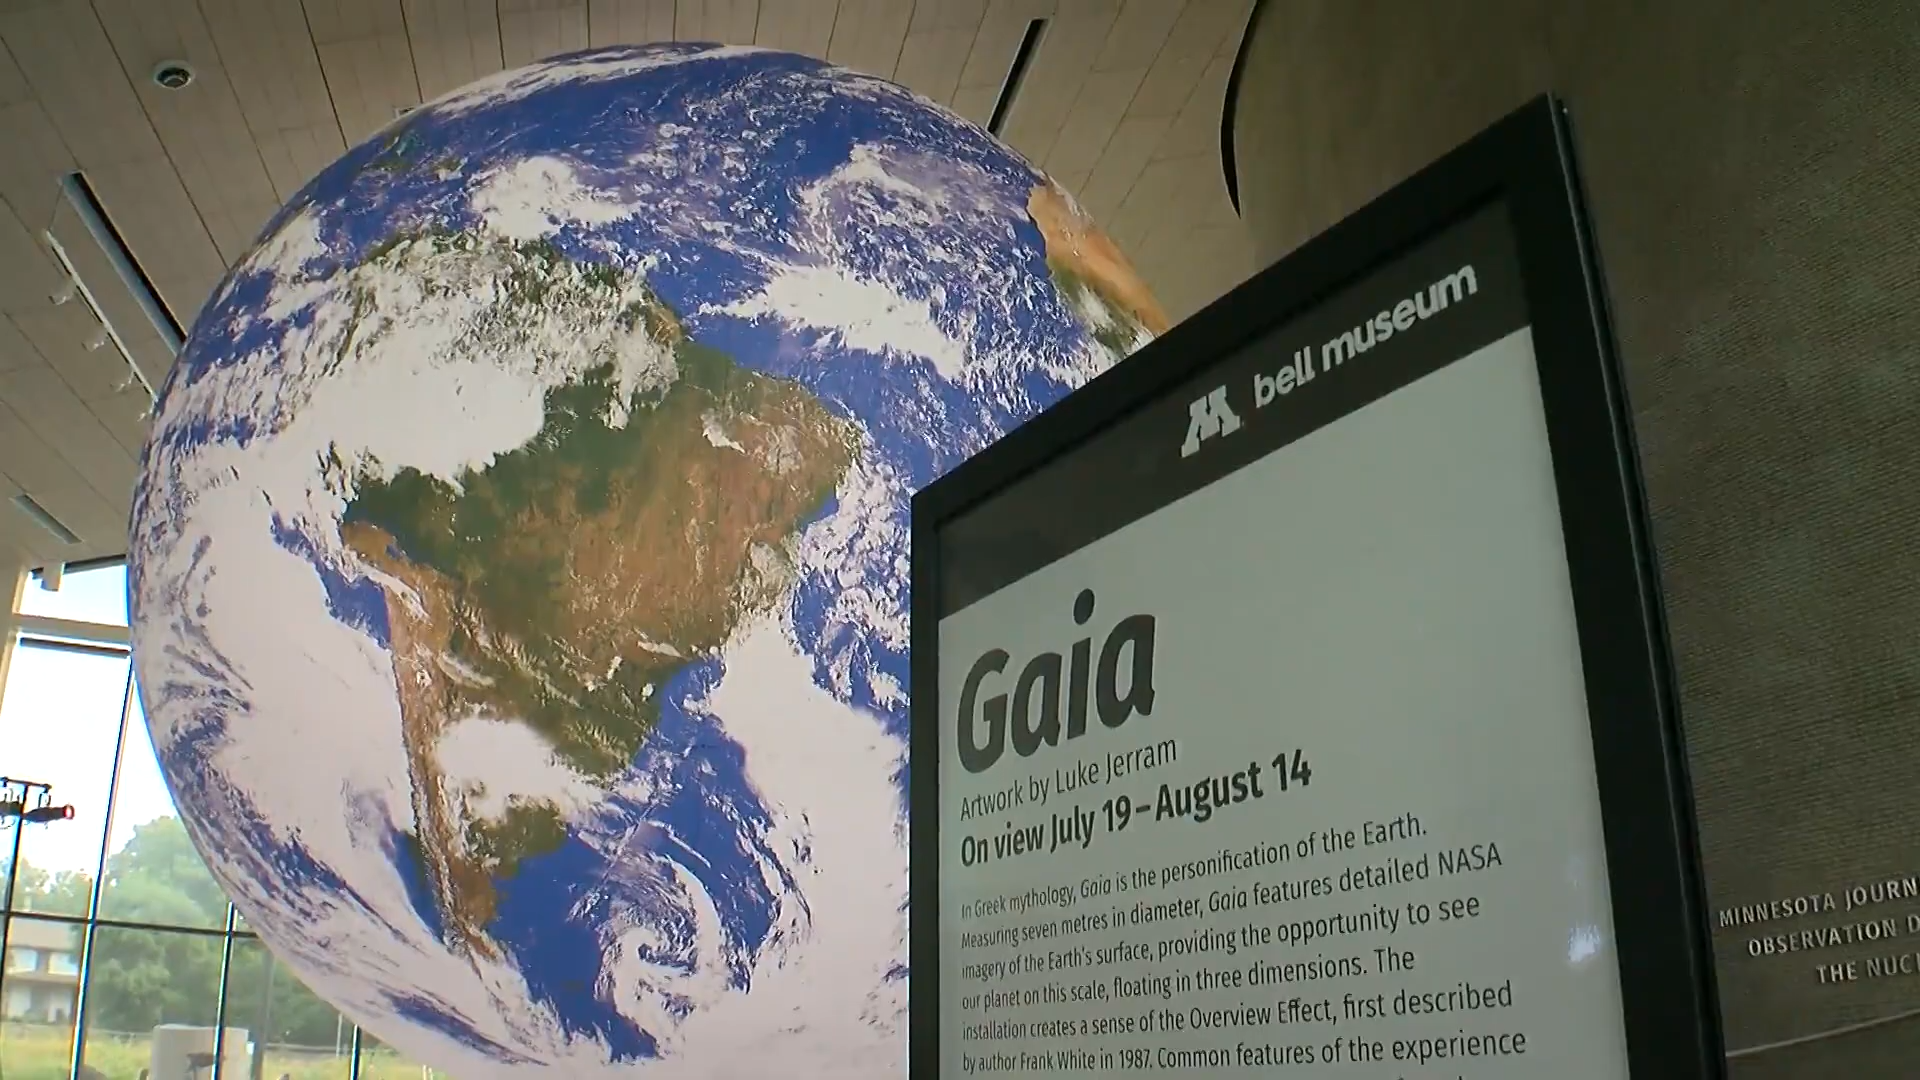 M bell museum
Gaia
Artwork by Luke Jerram
On view July 19–August 14
In Greek mythology, Gaia is the personification of the Earth.
Measuring seven metres in diameter, Gaia features detailed NASA
imagery of the Earth's surface, providing the opportunity to see
our planet on this scale, floating in three dimensions. The
installation creates a sense of the Overview Effect, first described
by author Frank White in 1987. Common features of the experience
MINNESOTA JOURN
OBSERVATION D
THE NUC